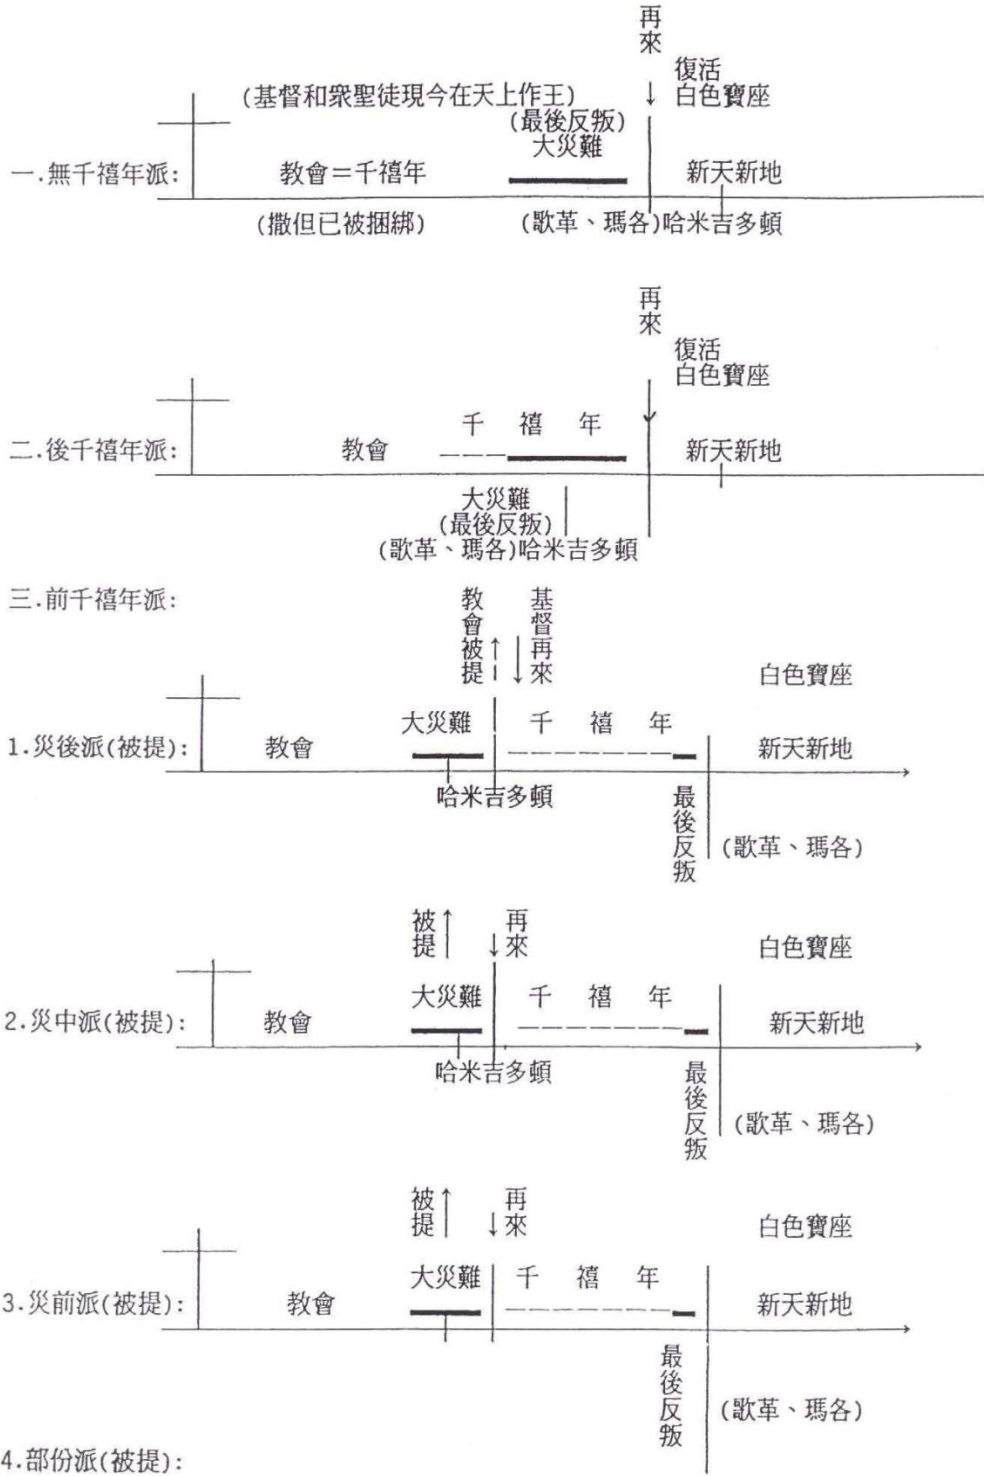 再來
復活
(基督和衆聖徒現今在天上作王) ↓ 白色寶座
(最後反叛)
大災難
一.無千禧年派: 教會=千禧年 新天新地
(撒但已被捆綁) (歌革、瑪各)哈米吉多頓
再來
復活
白色寶座
千 禧 年
二.後千禧年派: 教會 新天新地
大災難
(最後反叛)
(歌革、瑪各)哈米吉多頓
三.前千禧年派:
教會被提↑ ↓基督再來
白色寶座
大災難 千 禧 年
1.災後派(被提): 教會 新天新地
哈米吉多頓
最後反叛
(歌革、瑪各)
被提↑ ↓再來
白色寶座
大災難 千 禧 年
2.災中派(被提): 教會 新天新地
哈米吉多頓
最後反叛
(歌革、瑪各)
被提↑ ↓再來
白色寶座
大災難 千 禧 年
3.災前派(被提): 教會 新天新地
最後反叛
(歌革、瑪各)
4.部份派(被提):